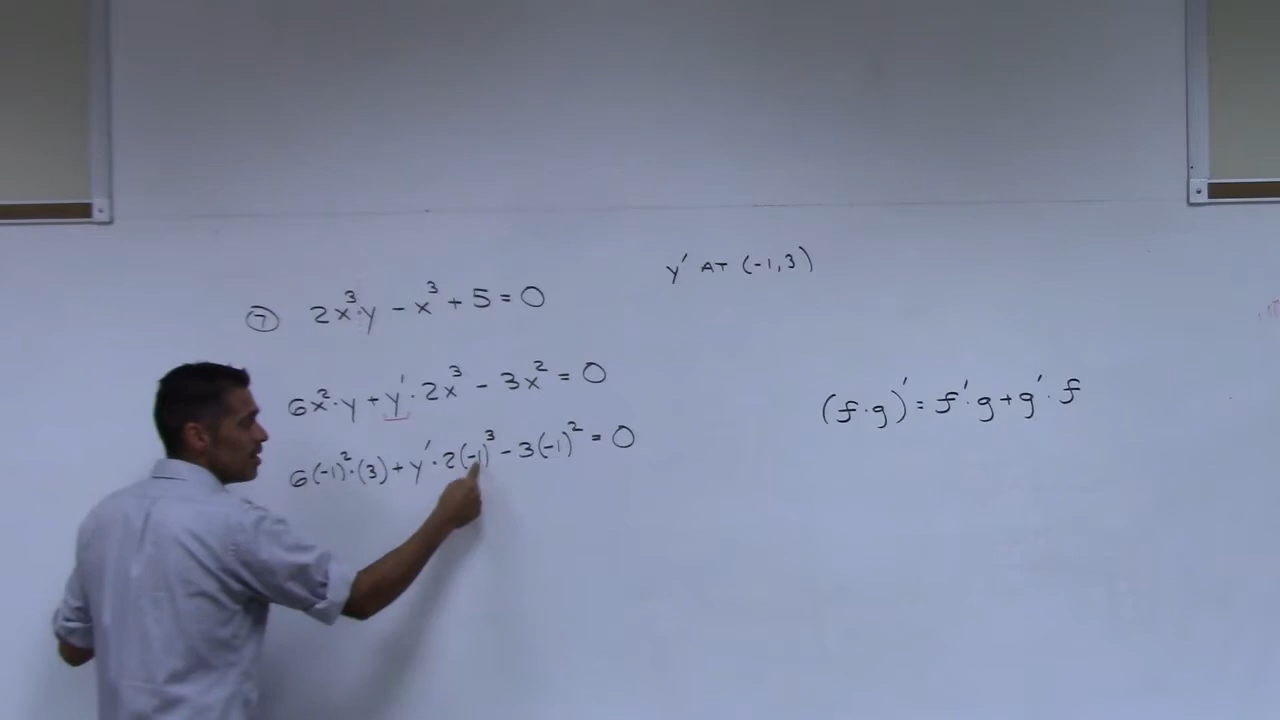 y' AT (-1,3)
⑦ 2x³·y - x³ + 5 = 0
6x²·y + y'·2x³ - 3x² = 0
(f·g)' = f'·g + g'·f
6(-1)²·(3) + y'·2(-1)³ - 3(-1)² = 0